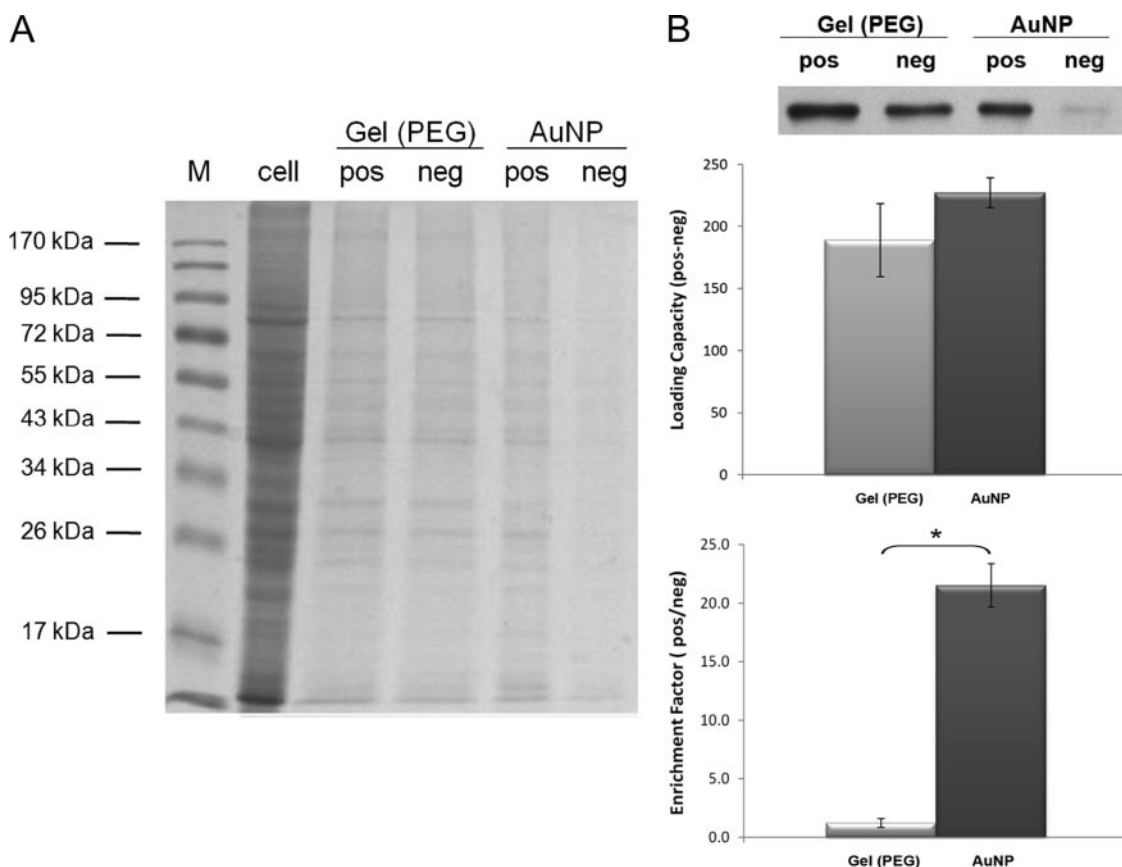 A
Gel (PEG) AuNP
M cell pos neg pos neg
170 kDa
95 kDa
72 kDa
55 kDa
43 kDa
34 kDa
26 kDa
17 kDa
B
Gel (PEG) AuNP
pos neg pos neg
Loading Capacity (pos-neg)
250
200
150
100
50
0
Gel (PEG) AuNP
Enrichment Factor ( pos/neg)
25.0
20.0
15.0
10.0
5.0
0.0
*
Gel (PEG) AuNP